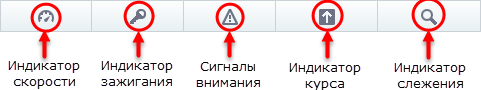 Индикатор скорости
Индикатор зажигания
Сигналы внимания
Индикатор курса
Индикатор слежения